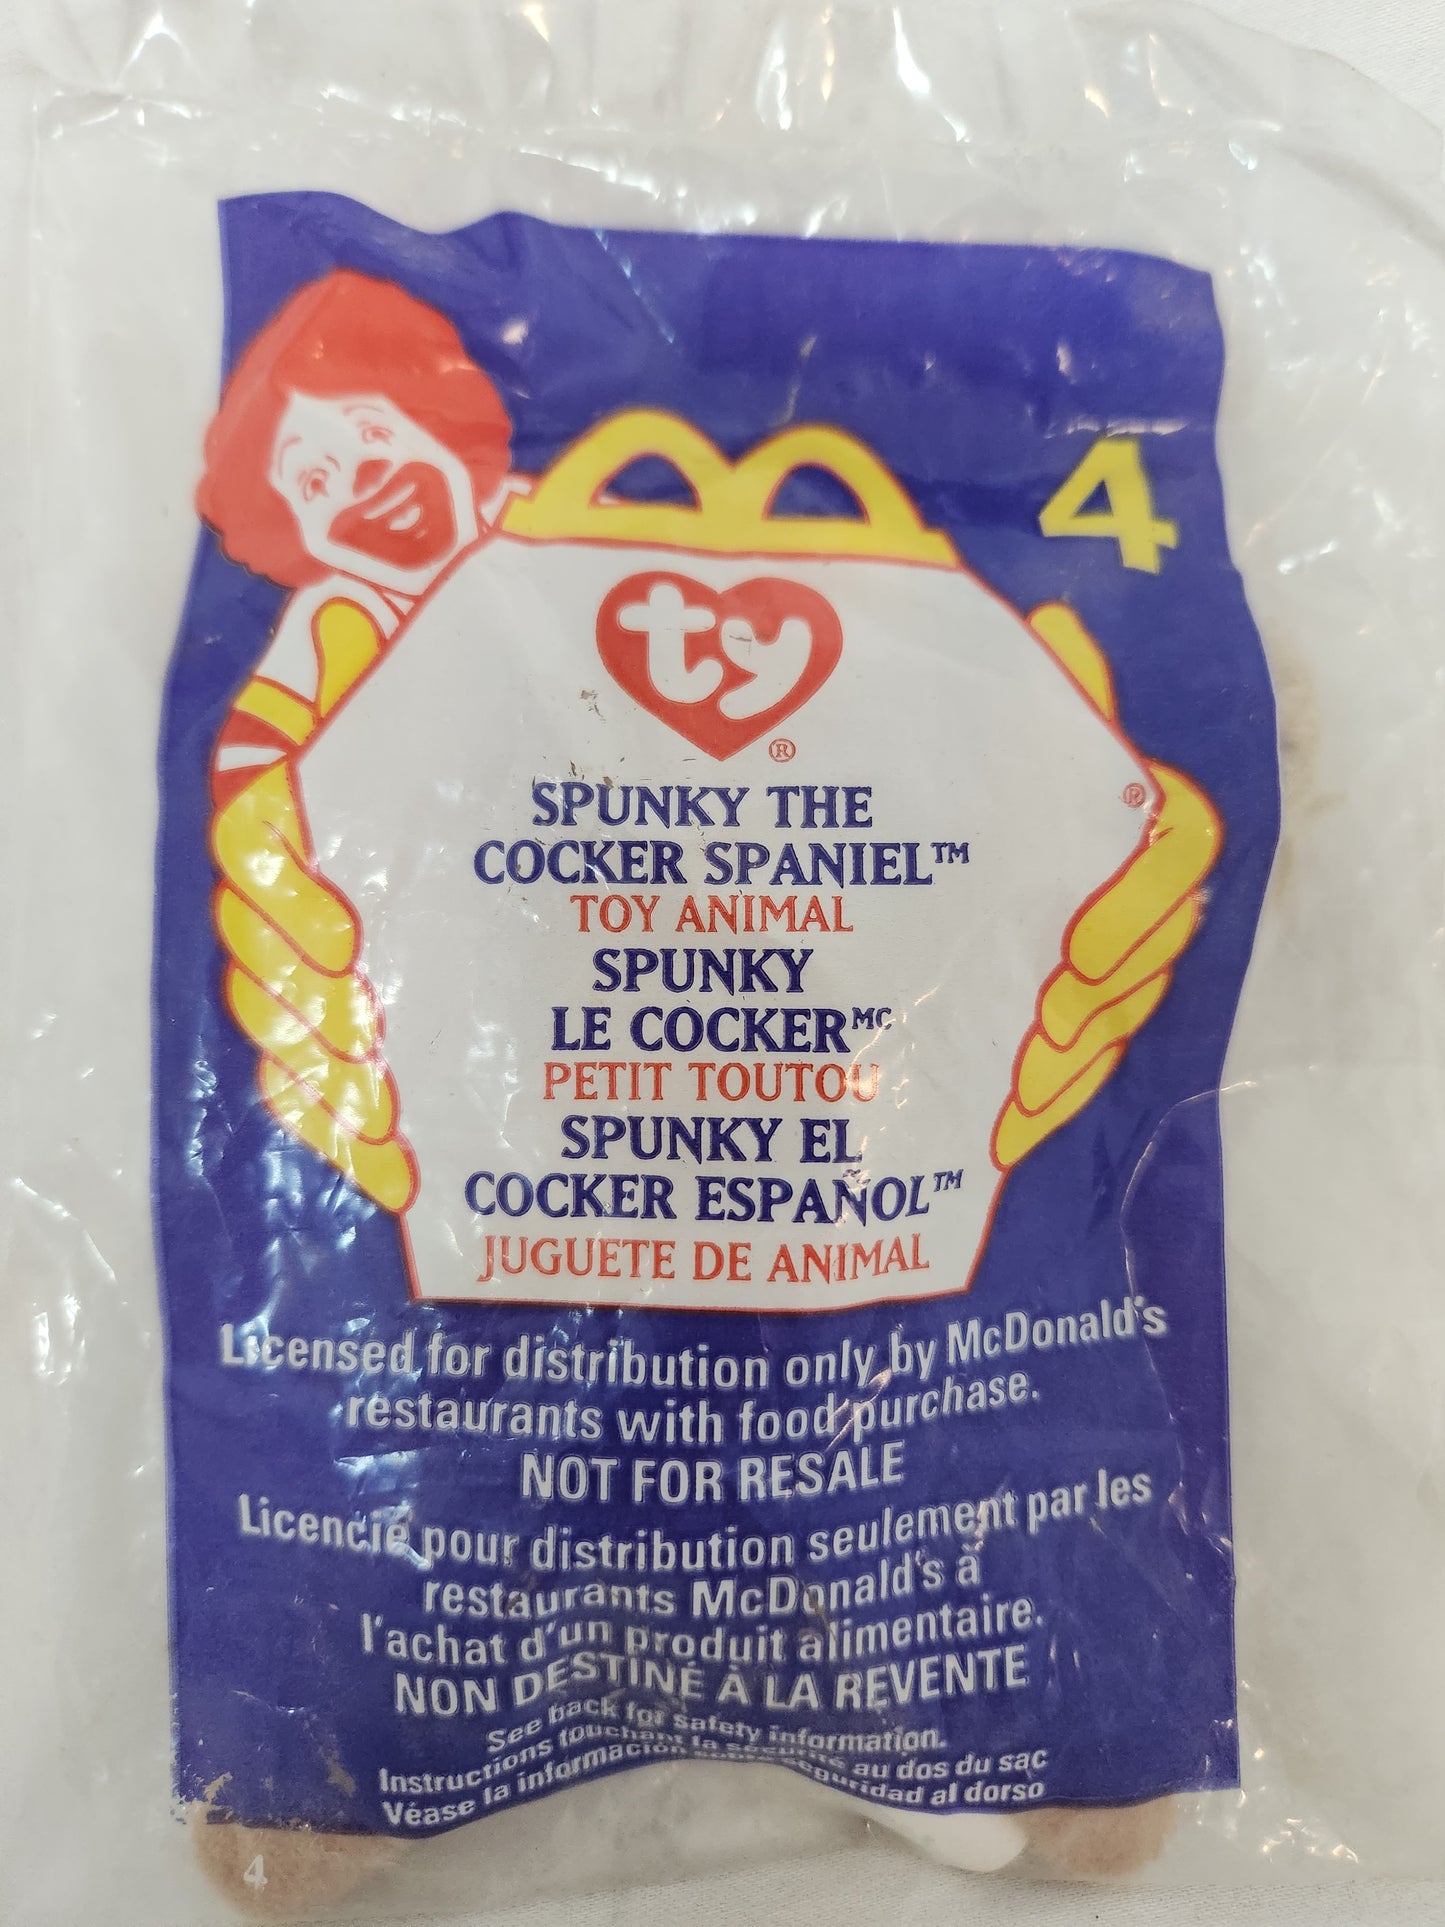 4
ty
®
SPUNKY THE
COCKER SPANIEL™
®
TOY ANIMAL
SPUNKY
LE COCKERᴹᶜ
PETIT TOUTOU
SPUNKY EL
COCKER ESPAÑOL™
JUGUETE DE ANIMAL
Licensed for distribution only by McDonald's
restaurants with food purchase.
NOT FOR RESALE
Licencié pour distribution seulement par les
restaurants McDonald's à
l'achat d'un produit alimentaire.
NON DESTINÉ À LA REVENTE
See back for safety information.
Instructions touchant la sécurité au dos du sac
Véase la información seguridad al dorso
4